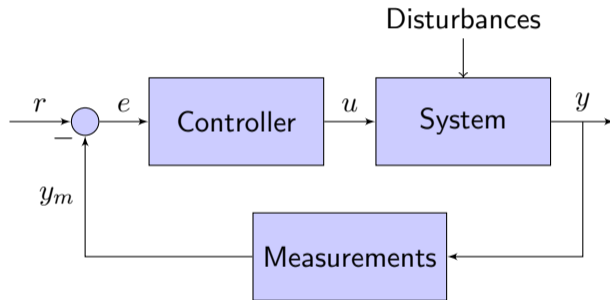 Disturbances
r
e
Controller
u
System
y
−
y_m
Measurements